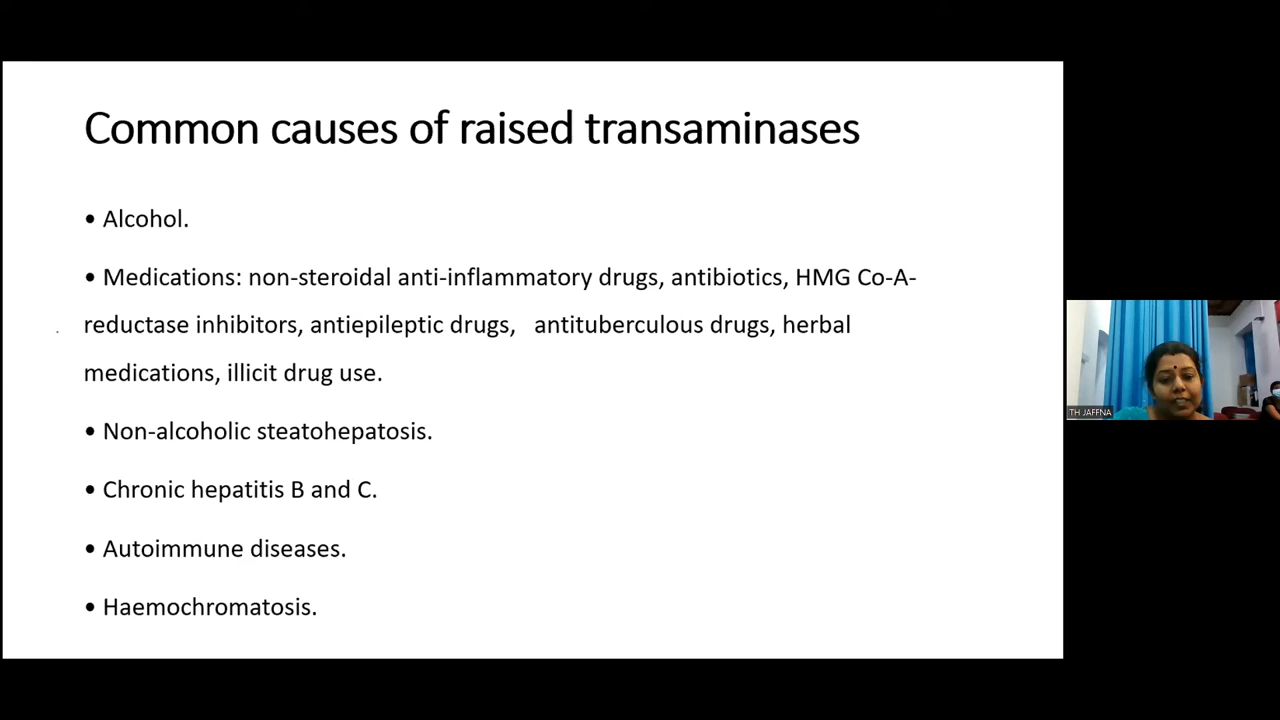 Common causes of raised transaminases
• Alcohol.
• Medications: non-steroidal anti-inflammatory drugs, antibiotics, HMG Co-A-
reductase inhibitors, antiepileptic drugs, antituberculous drugs, herbal
medications, illicit drug use.
• Non-alcoholic steatohepatosis.
• Chronic hepatitis B and C.
• Autoimmune diseases.
• Haemochromatosis.
TH JAFFNA